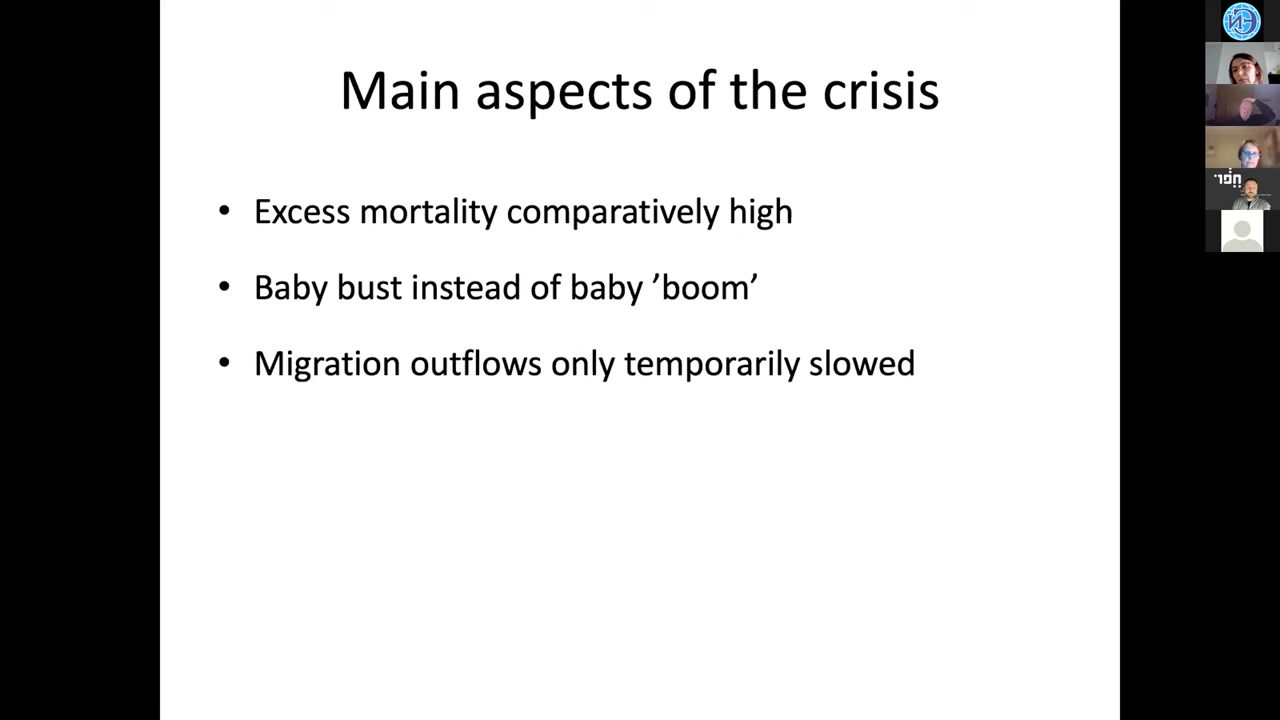 Main aspects of the crisis
• Excess mortality comparatively high
• Baby bust instead of baby ’boom’
• Migration outflows only temporarily slowed